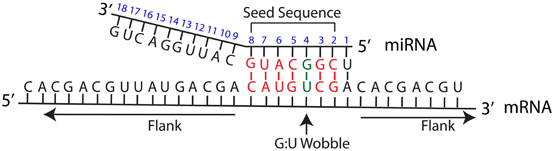 Seed Sequence
3' 18 17 16 15 14 13 12 11 10 9 8 7 6 5 4 3 2 1 5' miRNA
G U C A G G U U A C G U A C G G C U
C A C G A C G U U A U G A C G A C A U G U C G A C A C G A C G U
5' 3' mRNA
Flank Flank
G:U Wobble